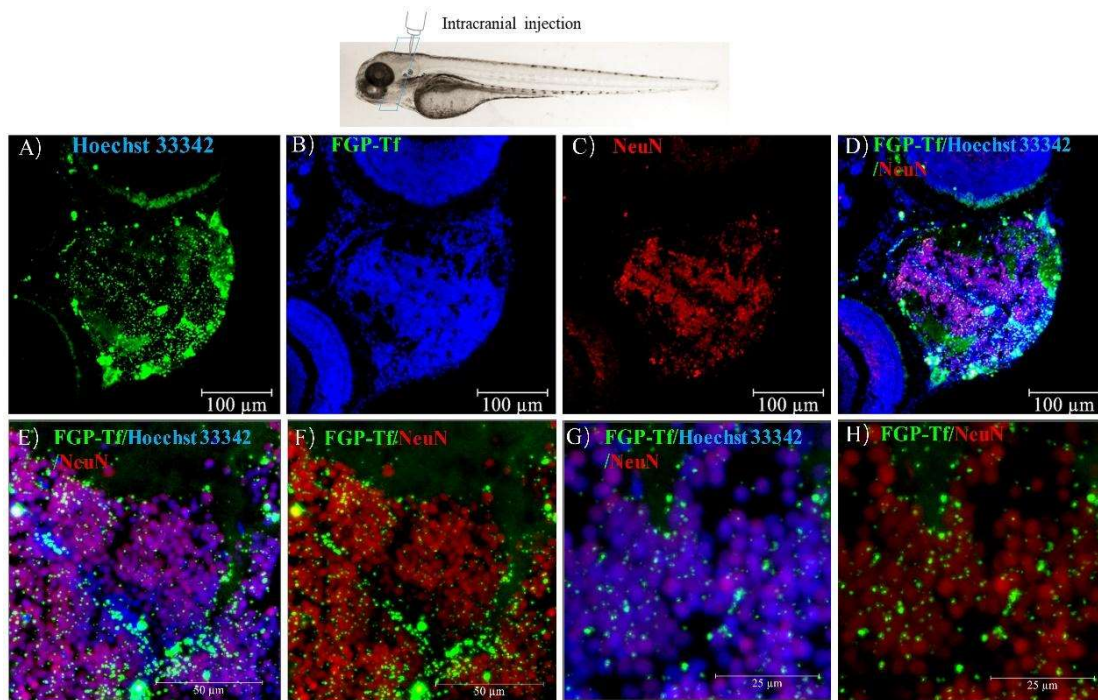 Intracranial injection
A) Hoechst 33342
B) FGP-Tf
C) NeuN
D) FGP-Tf/Hoechst 33342
/NeuN
100 µm
100 µm
100 µm
100 µm
E) FGP-Tf/Hoecchst 33342
/NeuN
F) FGP-Tf/NeuN
G) FGP-Tf/Hoechst 33342
/NeuN
H) FGP-Tf/NeuN
50 µm
50 µm
25 µm
25 µm